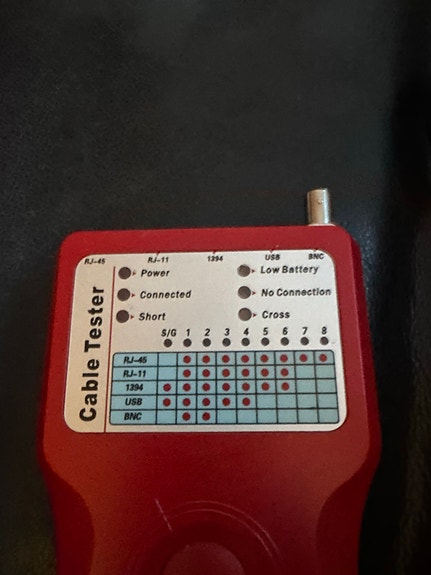 RJ-45 RJ-11 1394 USB BNC
Power Low Battery
Connected No Connection
Short Cross
Cable Tester
S/G 1 2 3 4 5 6 7 8
RJ-45
RJ-11
1394
USB
BNC